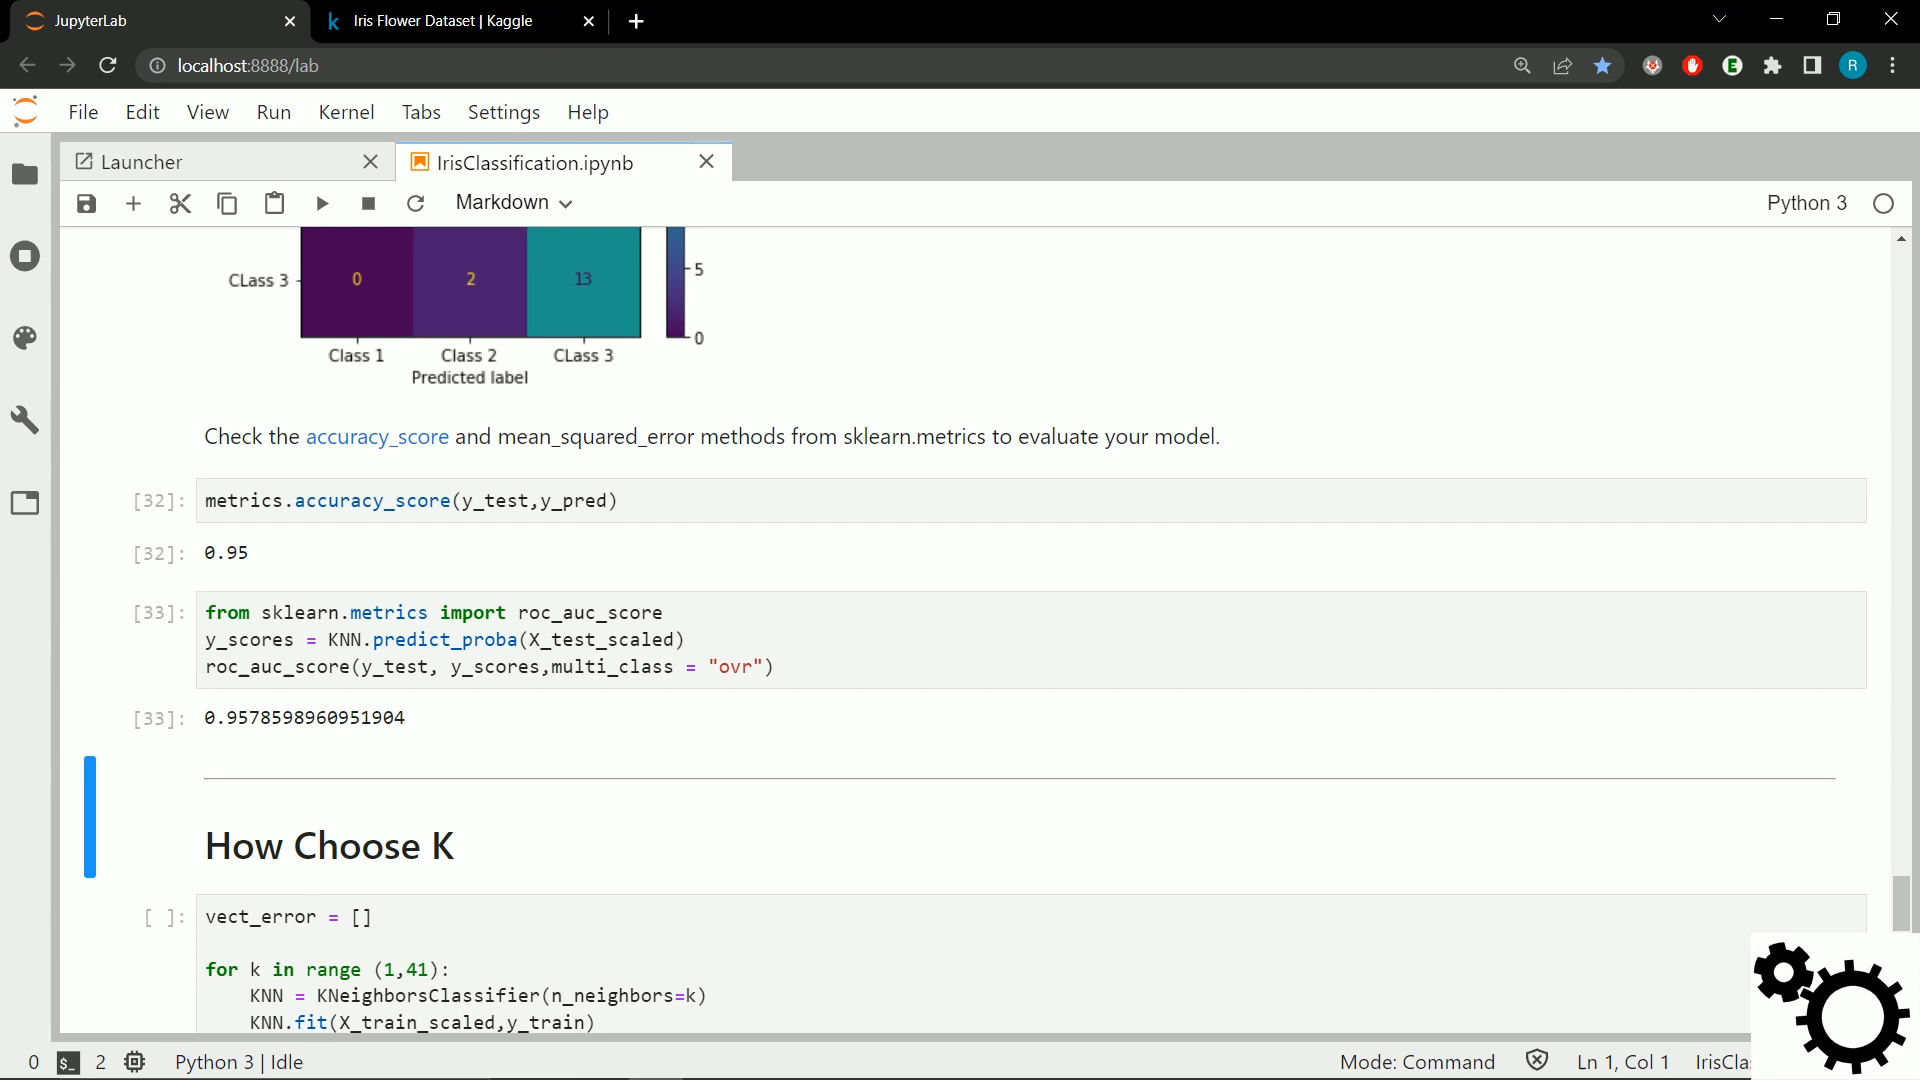 JupyterLab
Iris Flower Dataset | Kaggle
localhost:8888/lab
R
File Edit View Run Kernel Tabs Settings Help
Launcher
IrisClassification.ipynb
Markdown
Python 3
CLass 3
0 2 13
5
0
Class 1 Class 2 CLass 3
Predicted label
Check the accuracy_score and mean_squared_error methods from sklearn.metrics to evaluate your model.
[32]: metrics.accuracy_score(y_test,y_pred)
[32]: 0.95
[33]: from sklearn.metrics import roc_auc_score
y_scores = KNN.predict_proba(X_test_scaled)
roc_auc_score(y_test, y_scores,multi_class = "ovr")
[33]: 0.9578598960951904
How Choose K
[ ]: vect_error = []
for k in range (1,41):
KNN = KNeighborsClassifier(n_neighbors=k)
KNN.fit(X_train_scaled,y_train)
0 $_ 2 Python 3 | Idle Mode: Command Ln 1, Col 1 IrisCla